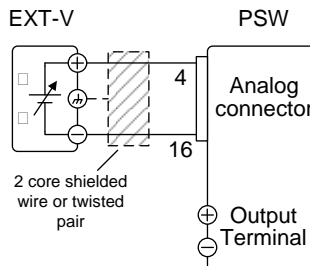 EXT-V
PSW
4
Analog
connector
16
2 core shielded
wire or twisted
pair
Output
Terminal